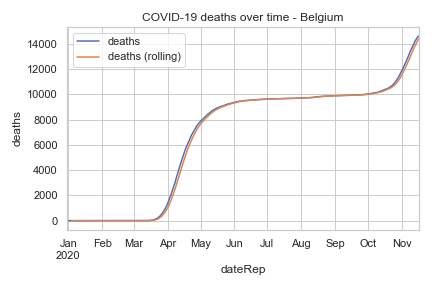 COVID-19 deaths over time - Belgium
deaths
deaths (rolling)
14000
12000
10000
8000
6000
4000
2000
0
deaths
Jan Feb Mar Apr May Jun Jul Aug Sep Oct Nov
2020
dateRep